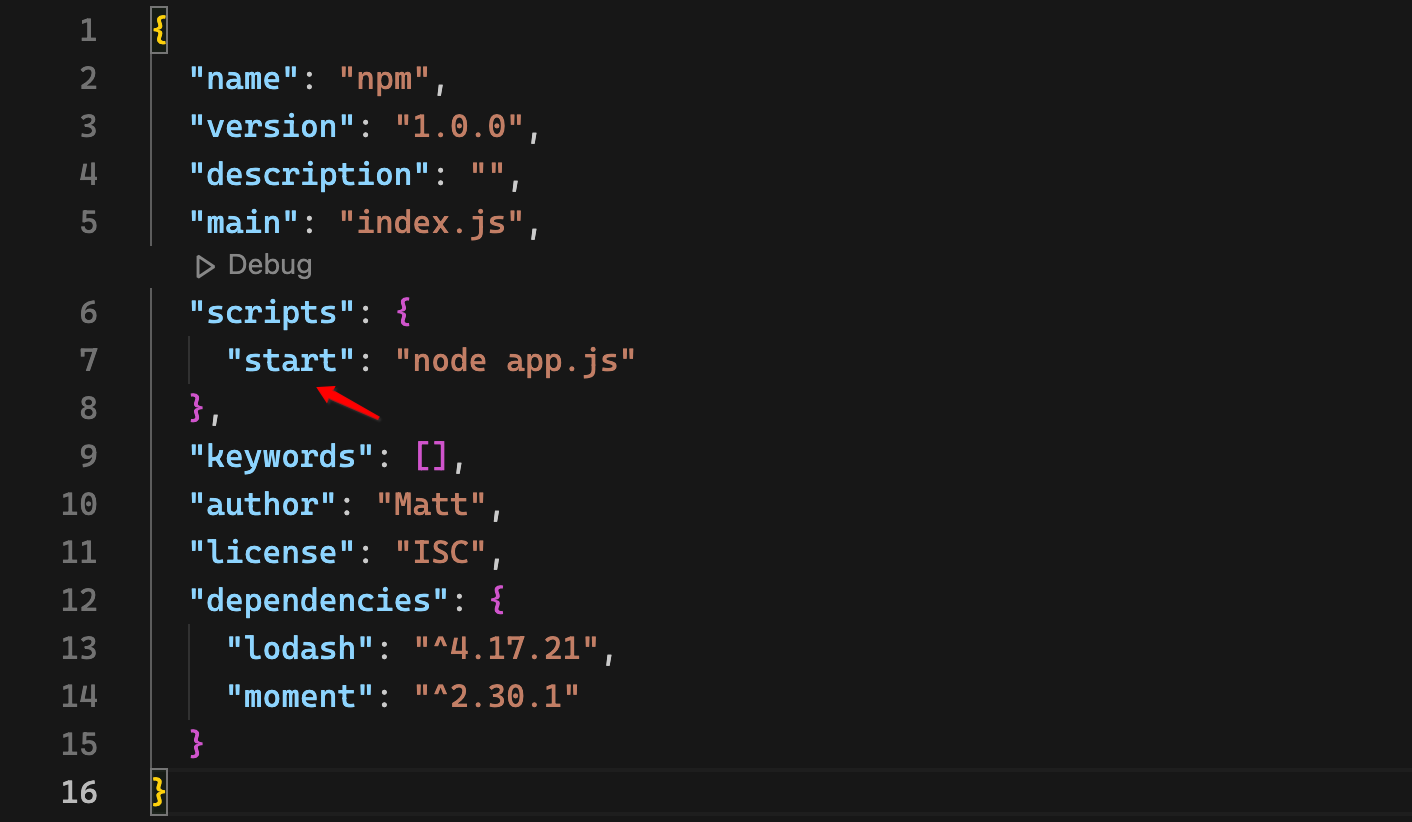 1 {
2   "name": "npm",
3   "version": "1.0.0",
4   "description": "",
5   "main": "index.js",
Debug
6   "scripts": {
7     "start": "node app.js"
8   },
9   "keywords": [],
10   "author": "Matt",
11   "license": "ISC",
12   "dependencies": {
13     "lodash": "^4.17.21",
14     "moment": "^2.30.1"
15   }
16 }